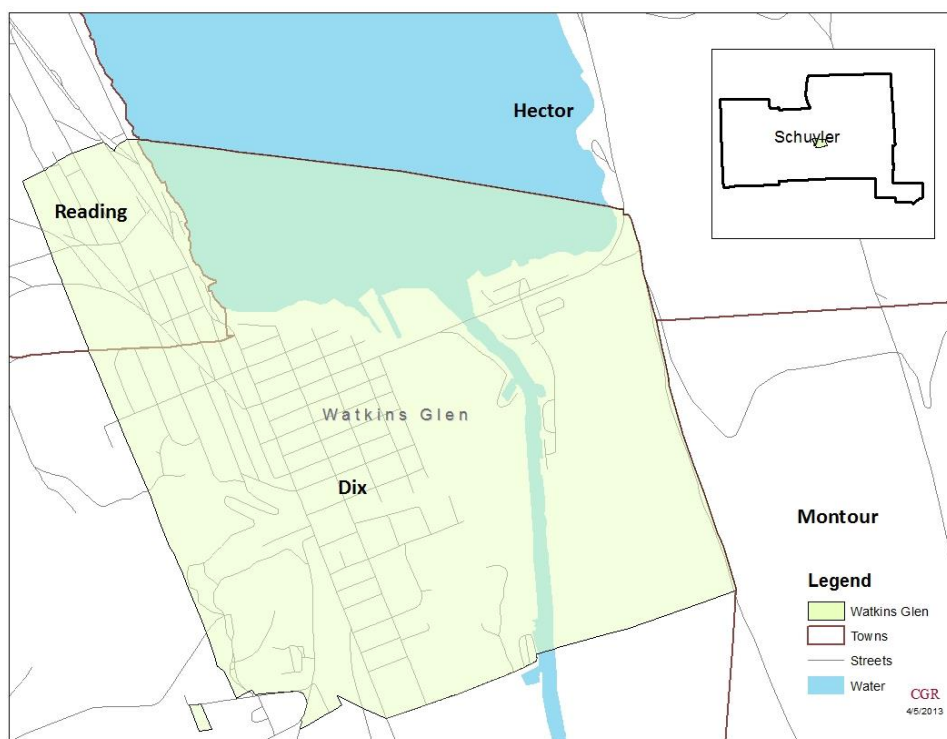 Hector
Schuyler
Reading
Watkins Glen
Dix
Montour
Legend
Watkins Glen
Towns
Streets
Water
CGR
4/5/2013